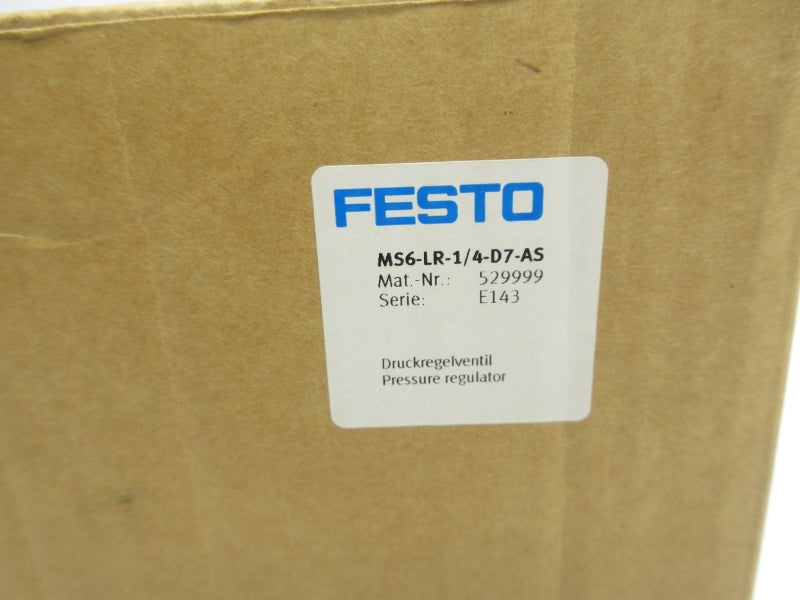 FESTO
MS6-LR-1/4-D7-AS
Mat.-Nr.: 529999
Serie: E143
Druckregelventil
Pressure regulator